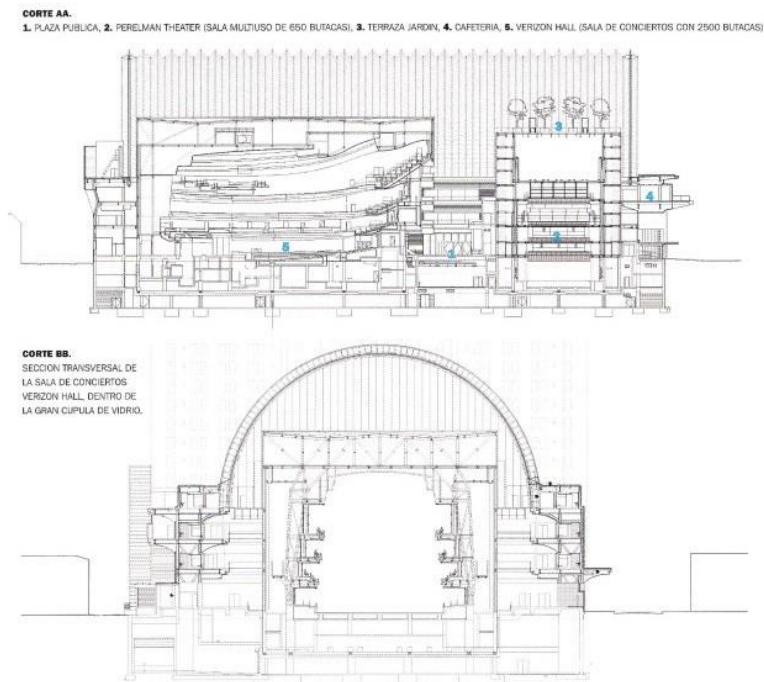 CORTE AA.
1. PLAZA PUBLICA, 2. PERELMAN THEATER (SALA MULTIUSO DE 650 BUTACAS), 3. TERRAZA JARDIN, 4. CAFETERIA, 5. VERIZON HALL (SALA DE CONCIERTOS CON 2500 BUTACAS)
3
4
2
5
1
CORTE BB.
SECCION TRANSVERSAL DE
LA SALA DE CONCIERTOS
VERIZON HALL, DENTRO DE
LA GRAN CUPULA DE VIDRIO.